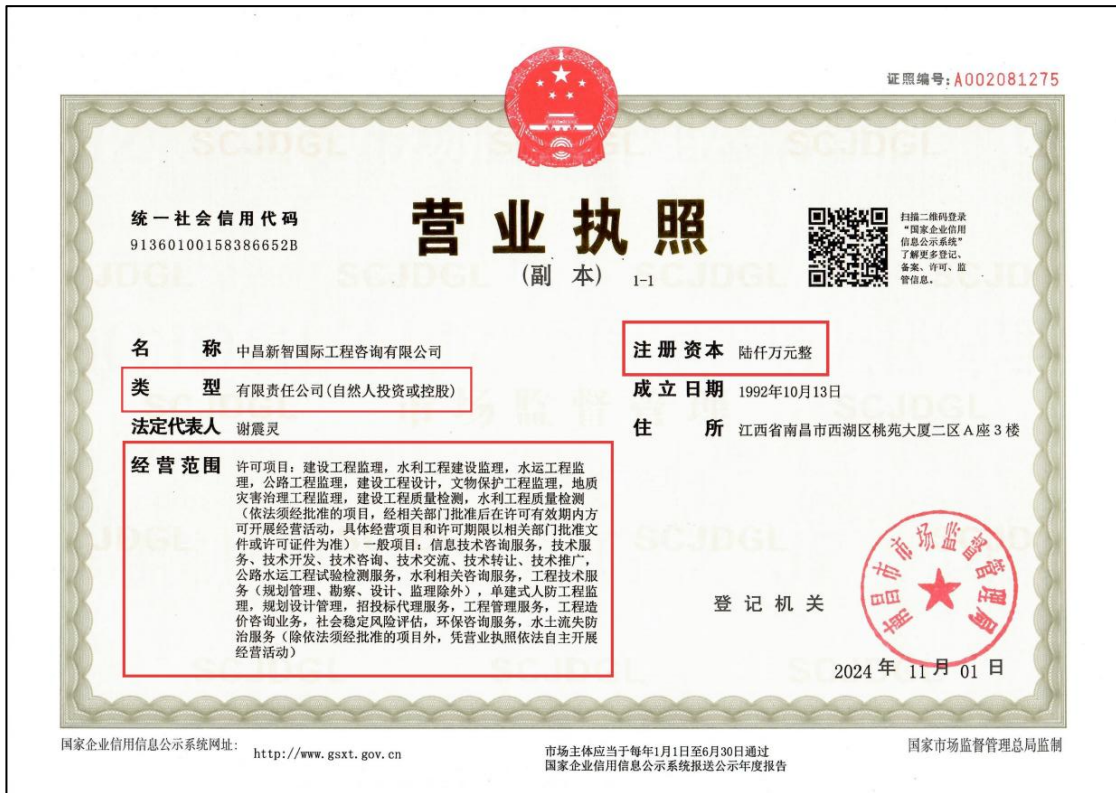 证照编号:A002081275
统一社会信用代码
91360100158386652B
营业执照
(副 本) 1-1
扫描二维码登录
“国家企业信用
信息公示系统”
了解更多登记、
备案、许可、监
管信息。
名 称 中昌新智国际工程咨询有限公司
类 型 有限责任公司(自然人投资或控股)
法定代表人 谢震灵
经营范围 许可项目：建设工程监理，水利工程建设监理，水运工程监
理，公路工程监理，建设工程设计，文物保护工程监理，地质
灾害治理工程监理，建设工程质量检测，水利工程质量检测
（依法须经批准的项目，经相关部门批准后在许可有效期内方
可开展经营活动，具体经营项目和许可期限以相关部门批准文
件或许可证件为准） 一般项目：信息技术咨询服务，技术服
务、技术开发、技术咨询、技术交流、技术转让、技术推广，
公路水运工程试验检测服务，水利相关咨询服务，工程技术服
务（规划管理、勘察、设计、监理除外），单建式人防工程监
理，规划设计管理，招投标代理服务，工程管理服务，工程造
价咨询业务，社会稳定风险评估，环保咨询服务，水土流失防
治服务（除依法须经批准的项目外，凭营业执照依法自主开展
经营活动）
注册资本 陆仟万元整
成立日期 1992年10月13日
住 所 江西省南昌市西湖区桃苑大厦二区A座3楼
登记机关
南昌市市场监督管理局
2024 年 11 月 01 日
国家企业信用信息公示系统网址： http://www.gsxt.gov.cn
市场主体应当于每年1月1日至6月30日通过
国家企业信用信息公示系统报送公示年度报告
国家市场监督管理总局监制
SCJDGL